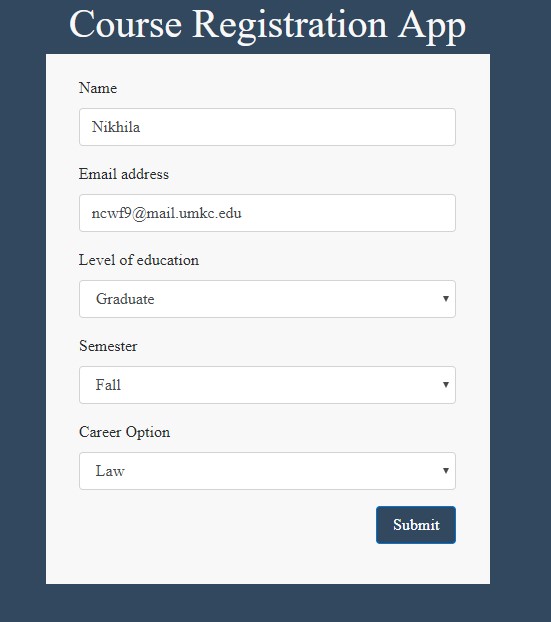 Course Registration App
Name
Nikhila
Email address
ncwf9@mail.umkc.edu
Level of education
Graduate
Semester
Fall
Career Option
Law
Submit